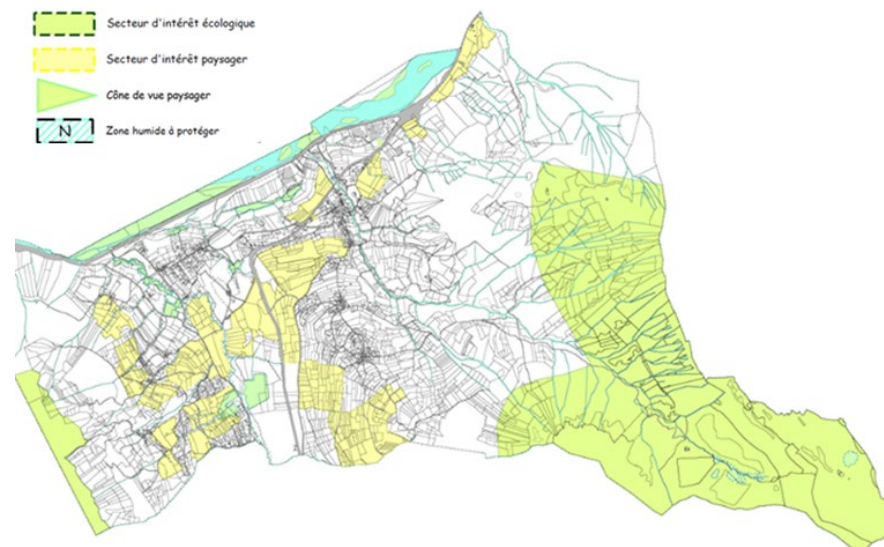 Secteur d'intérêt écologique
Secteur d'intérêt paysager
Cône de vue paysager
N Zone humide à protéger